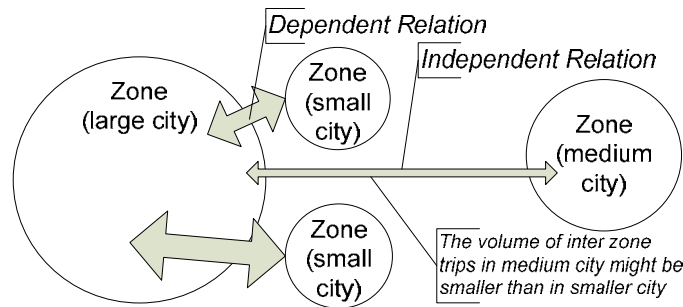 Dependent Relation
Independent Relation
Zone
(large city)
Zone
(small
city)
Zone
(medium
city)
Zone
(small
city)
The volume of inter zone
trips in medium city might be
smaller than in smaller city